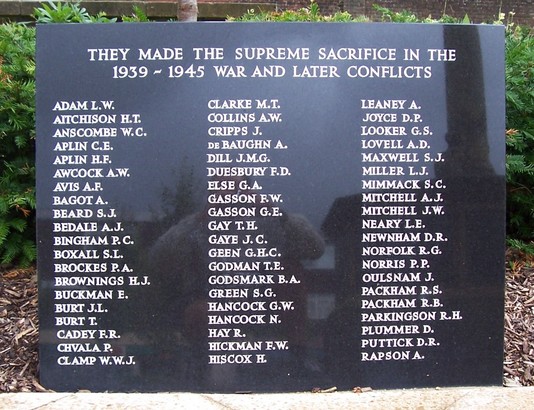 THEY MADE THE SUPREME SACRIFICE IN THE
1939 ~ 1945 WAR AND LATER CONFLICTS
ADAM L.W.
AITCHISON H.T.
ANSCOMBE W.C.
APLIN C.E.
APLIN H.F.
AWCOCK A.W.
AVIS A.F.
BAGOT A.
BEARD S.J.
BEDALE A.J.
BINGHAM P.C.
BOXALL S.L.
BROCKES P.A.
BROWNINGS H.J.
BUCKMAN E.
BURT J.L.
BURT T.
CADEY F.R.
CHVALA P.
CLAMP W.W.J.
CLARKE M.T.
COLLINS A.W.
CRIPPS J.
DE BAUGHN A.
DILL J.M.G.
DUESBURY F.D.
ELSE G.A.
GASSON F.W.
GASSON G.E.
GAY T.H.
GAYE J.C.
GEEN G.H.C.
GODMAN T.E.
GODSMARK B.A.
GREEN S.G.
HANCOCK G.W.
HANCOCK N.
HAY R.
HICKMAN F.W.
HISCOX H.
LEANEY A.
JOYCE D.P.
LOOKER G.S.
LOVELL A.D.
MAXWELL S.J.
MILLER L.J.
MIMMACK S.C.
MITCHELL A.J.
MITCHELL J.W.
NEARY L.E.
NEWNHAM D.R.
NORFOLK R.G.
NORRIS P.P.
OULSNAM J.
PACKHAM R.S.
PACKHAM R.B.
PARKINGSON R.H.
PLUMMER D.
PUTTICK D.R.
RAPSON A.